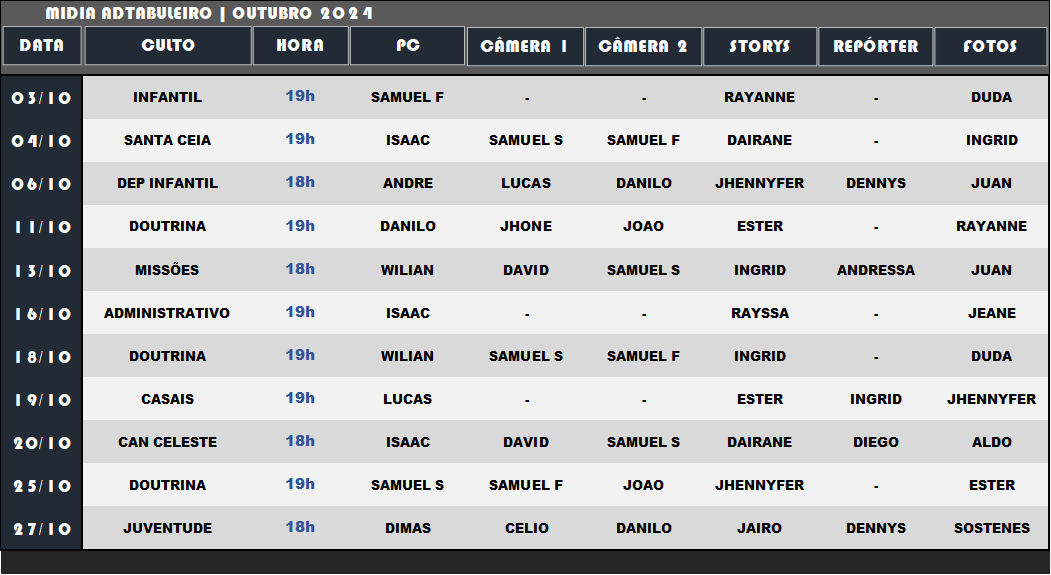 MIDIA ADTABULEIRO | OUTUBRO 2024
DATA CULTO HORA PC CÂMERA 1 CÂMERA 2 STORYS REPÓRTER FOTOS
03/10 INFANTIL 19h SAMUEL F - - RAYANNE - DUDA
04/10 SANTA CEIA 19h ISAAC SAMUEL S SAMUEL F DAIRANE - INGRID
06/10 DEP INFANTIL 18h ANDRE LUCAS DANILO JHENNYFER DENNYS JUAN
11/10 DOUTRINA 19h DANILO JHONE JOAO ESTER - RAYANNE
13/10 MISSÕES 18h WILIAN DAVID SAMUEL S INGRID ANDRESSA JUAN
16/10 ADMINISTRATIVO 19h ISAAC - - RAYSSA - JEANE
18/10 DOUTRINA 19h WILIAN SAMUEL S SAMUEL F INGRID - DUDA
19/10 CASAIS 19h LUCAS - - ESTER INGRID JHENNYFER
20/10 CAN CELESTE 18h ISAAC DAVID SAMUEL S DAIRANE DIEGO ALDO
25/10 DOUTRINA 19h SAMUEL S SAMUEL F JOAO JHENNYFER - ESTER
27/10 JUVENTUDE 18h DIMAS CELIO DANILO JAIRO DENNYS SOSTENES